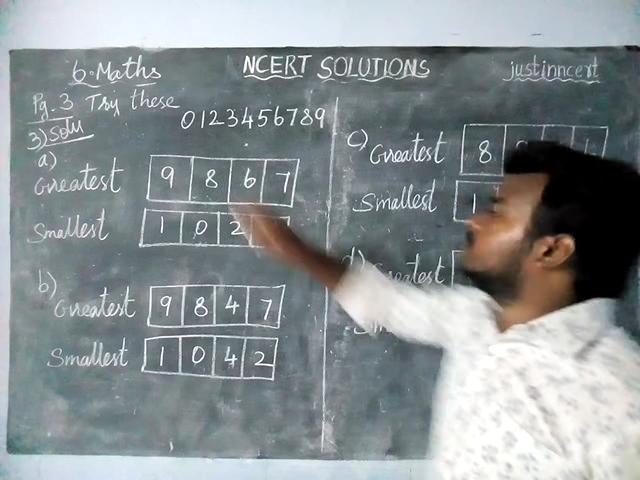 6.Maths
NCERT SOLUTIONS
justinncert
Pg.3 Try these
0123456789
3) Solu
a)
Greatest 9 8 6 7
Smallest 1 0 2
b)
Greatest 9 8 4 7
Smallest 1 0 4 2
c)
Greatest 8
Smallest 1
d)
Greatest